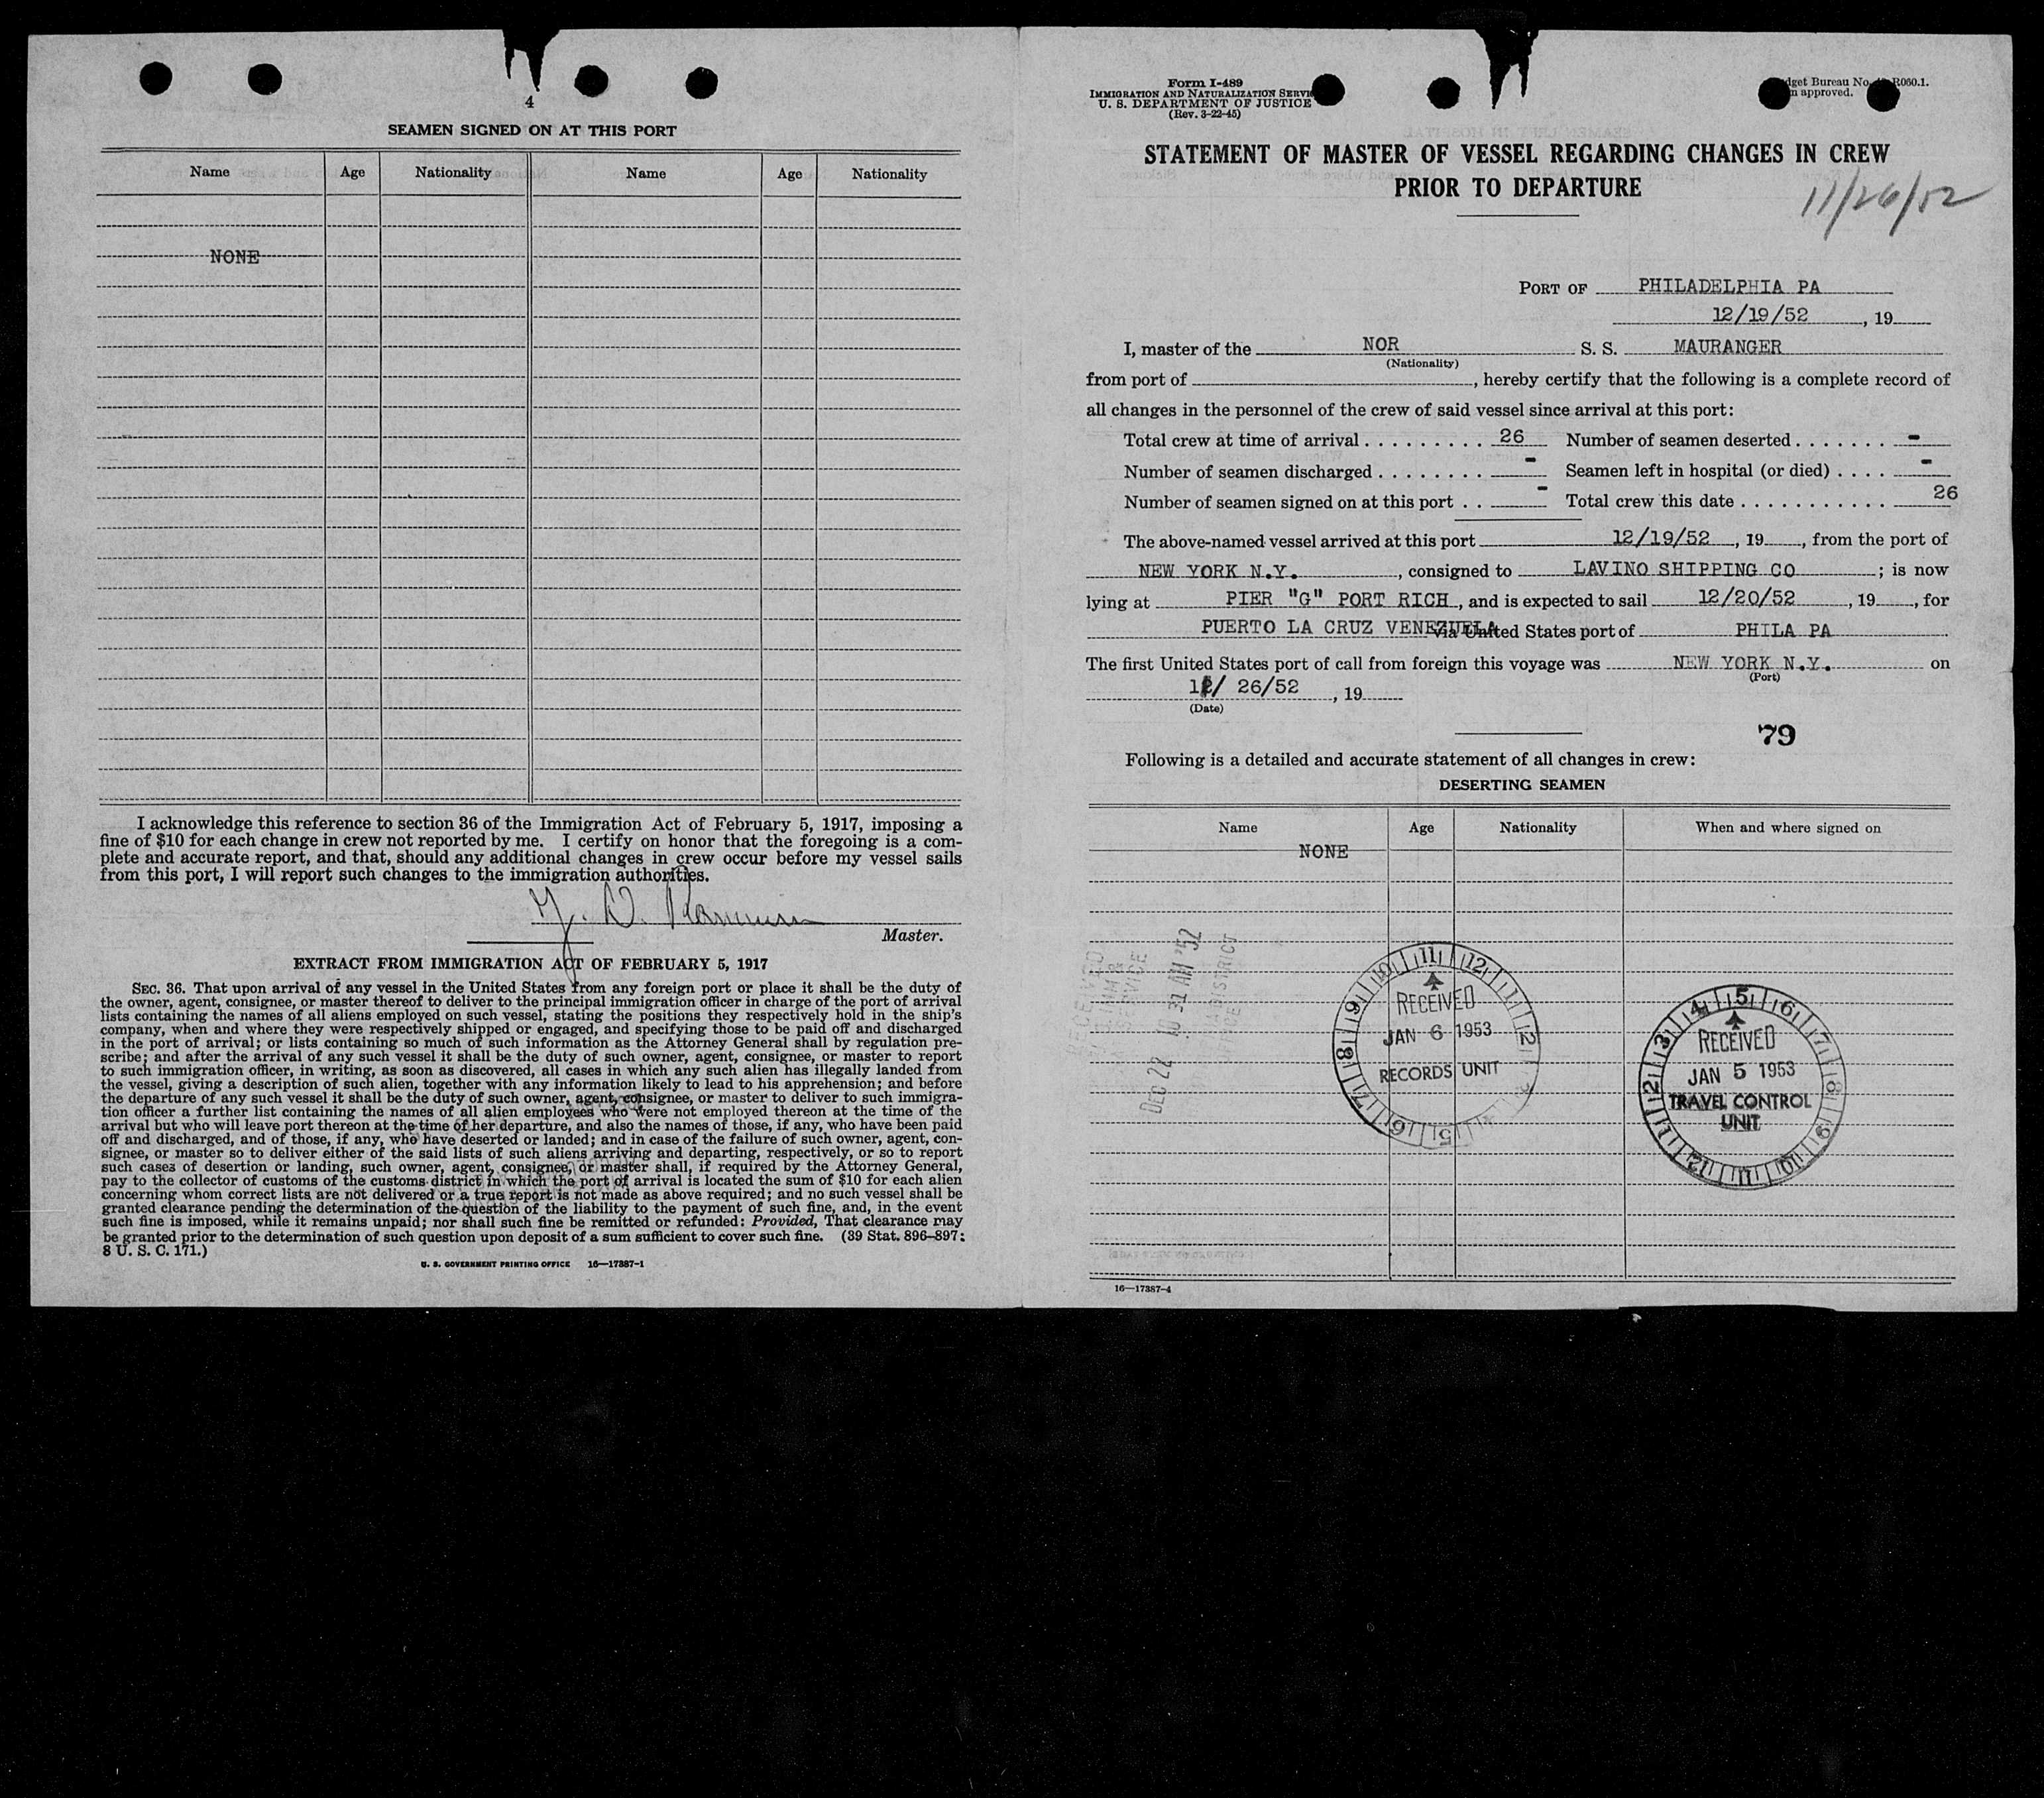 4
SEAMEN SIGNED ON AT THIS PORT
Name Age Nationality Name Age Nationality
NONE
I acknowledge this reference to section 36 of the Immigration Act of February 5, 1917, imposing a
fine of $10 for each change in crew not reported by me. I certify on honor that the foregoing is a com-
plete and accurate report, and that, should any additional changes in crew occur before my vessel sails
from this port, I will report such changes to the immigration authorities.
Master.
EXTRACT FROM IMMIGRATION ACT OF FEBRUARY 5, 1917
SEC. 36. That upon arrival of any vessel in the United States from any foreign port or place it shall be the duty of
the owner, agent, consignee, or master thereof to deliver to the principal immigration officer in charge of the port of arrival
lists containing the names of all aliens employed on such vessel, stating the positions they respectively hold in the ship's
company, when and where they were respectively shipped or engaged, and specifying those to be paid off and discharged
in the port of arrival; or lists containing so much of such information as the Attorney General shall by regulation pre-
scribe; and after the arrival of any such vessel it shall be the duty of such owner, agent, consignee, or master to report
to such immigration officer, in writing, as soon as discovered, all cases in which any such alien has illegally landed from
the vessel, giving a description of such alien, together with any information likely to lead to his apprehension; and before
the departure of any such vessel it shall be the duty of such owner, agent, consignee, or master to deliver to such immigra-
tion officer a further list containing the names of all alien employees who were not employed thereon at the time of the
arrival but who will leave port thereon at the time of her departure, and also the names of those, if any, who have been paid
off and discharged, and of those, if any, who have deserted or landed; and in case of the failure of such owner, agent, con-
signee, or master so to deliver either of the said lists of such aliens arriving and departing, respectively, or so to report
such cases of desertion or landing, such owner, agent, consignee, or master shall, if required by the Attorney General,
pay to the collector of customs of the customs district in which the port of arrival is located the sum of $10 for each alien
concerning whom correct lists are not delivered or a true report is not made as above required; and no such vessel shall be
granted clearance pending the determination of the question of the liability to the payment of such fine, and, in the event
such fine is imposed, while it remains unpaid; nor shall such fine be remitted or refunded: Provided, That clearance may
be granted prior to the determination of such question upon deposit of a sum sufficient to cover such fine. (39 Stat. 896–897;
8 U. S. C. 171.)
U. S. GOVERNMENT PRINTING OFFICE 16—17387-1
Form I-489
IMMIGRATION AND NATURALIZATION
U. S. DEPARTMENT OF JUSTICE
(Rev. 3-22-45)
Bureau No. R060.1.
approved.
STATEMENT OF MASTER OF VESSEL REGARDING CHANGES IN CREW
PRIOR TO DEPARTURE
11/26/52
PORT OF PHILADELPHIA PA
12/19/52, 19
I, master of the NOR S. S. MAURANGER
(Nationality)
from port of , hereby certify that the following is a complete record of
all changes in the personnel of the crew of said vessel since arrival at this port:
Total crew at time of arrival . . . . . . . . . 26 Number of seamen deserted . . . . . . . -
Number of seamen discharged . . . . . . . . - Seamen left in hospital (or died) . . . . -
Number of seamen signed on at this port . . - Total crew this date . . . . . . . . . . . . 26
The above-named vessel arrived at this port 12/19/52, 19, from the port of
NEW YORK N.Y., consigned to LAVINO SHIPPING CO; is now
lying at PIER "G" PORT RICH, and is expected to sail 12/20/52, 19, for
PUERTO LA CRUZ VENEZUELA via United States port of PHILA PA
The first United States port of call from foreign this voyage was NEW YORK N.Y. on
(Port)
11/ 26/52, 19
(Date)
79
Following is a detailed and accurate statement of all changes in crew:
DESERTING SEAMEN
Name Age Nationality When and where signed on
NONE
DEC 22 10 31 AM '52
DISTRICT
11 12 1 2 5 6 7 8 9 10
RECEIVED
JAN 6 1953
RECORDS UNIT
4 5 6 7 8 9 10 11 12 1 2 3
RECEIVED
JAN 5 1953
TRAVEL CONTROL
UNIT
16—17387-4